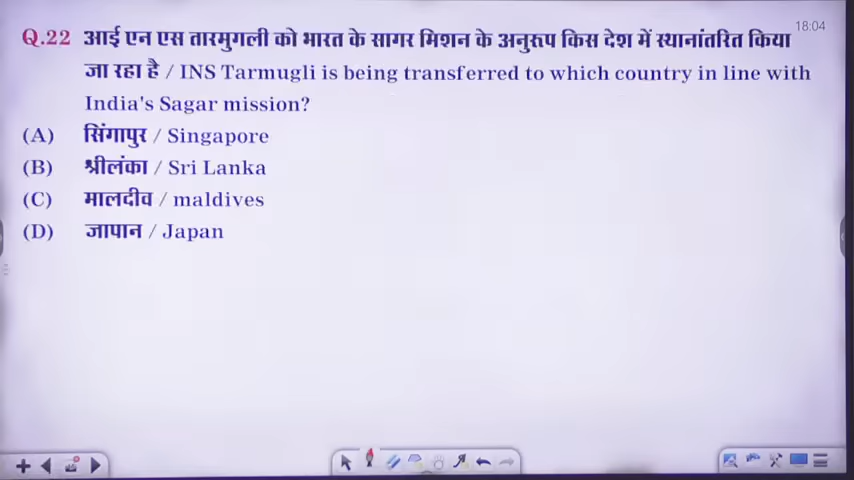 18:04
Q.22 आई एन एस तारमुगली को भारत के सागर मिशन के अनुरूप किस देश में स्थानांतरित किया
जा रहा है / INS Tarmugli is being transferred to which country in line with
India's Sagar mission?
(A) सिंगापुर / Singapore
(B) श्रीलंका / Sri Lanka
(C) मालदीव / maldives
(D) जापान / Japan